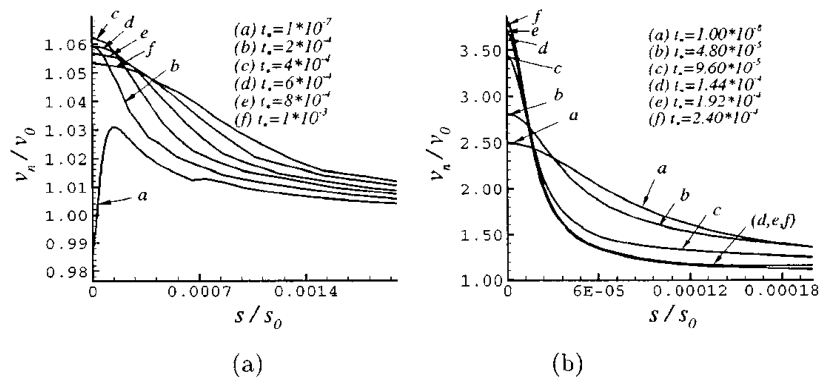 c
d
e
f
b
a
(a) t*=1*10^-7
(b) t*=2*10^-4
(c) t*=4*10^-4
(d) t*=6*10^-4
(e) t*=8*10^-4
(f) t*=1*10^-3
v_n/v_0
1.06
1.05
1.04
1.03
1.02
1.01
1.00
0.99
0.98
0
0.0007
0.0014
s/s_0
(a)
f
e
d
c
b
a
(a) t*=1.00*10^-8
(b) t*=4.80*10^-5
(c) t*=9.60*10^-5
(d) t*=1.44*10^-4
(e) t*=1.92*10^-4
(f) t*=2.40*10^-4
a
b
c
(d,e,f)
v_n/v_0
3.50
3.00
2.50
2.00
1.50
1.00
0
6E-05
0.00012
0.00018
s/s_0
(b)